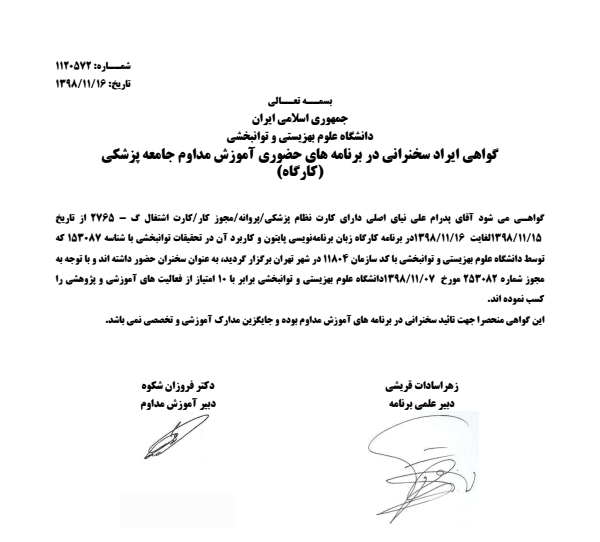 شمــــاره: ۱۱۲۰۵۷۲
تاریخ: ۱۳۹۸/۱۱/۱۶
بسمــه تعــــالی
جمهوری اسلامی ایران
دانشگاه علوم بهزیستی و توانبخشی
گواهی ایراد سخنرانی در برنامه های حضوری آموزش مداوم جامعه پزشکی
(کارگاه)
گواهــی می شود آقای پدرام علی نیای اصلی دارای کارت نظام پزشکی/پروانه/مجوز کار/کارت اشتغال گ – ۲۷۶۵ از تاریخ
۱۳۹۸/۱۱/۱۵لغایت ۱۳۹۸/۱۱/۱۶در برنامه کارگاه زبان برنامه‌نویسی پایتون و کاربرد آن در تحقیقات توانبخشی با شناسه ۱۵۳۰۸۷ که
توسط دانشگاه علوم بهزیستی و توانبخشی با کد سازمان ۱۱۸۰۴ در شهر تهران برگزار گردید، به عنوان سخنران حضور داشته اند و با توجه به
مجوز شماره ۲۵۳۰۸۲ مورخ ۱۳۹۸/۱۱/۰۷دانشگاه علوم بهزیستی و توانبخشی برابر با ۱۰ امتیاز از فعالیت های آموزشی و پژوهشی را
کسب نموده اند.
این گواهی منحصرا جهت تائید سخنرانی در برنامه های آموزش مداوم بوده و جایگزین مدارک آموزشی و تخصصی نمی باشد.
زهراسادات قریشی
دبیر علمی برنامه
دکتر فروزان شکوه
دبیر آموزش مداوم